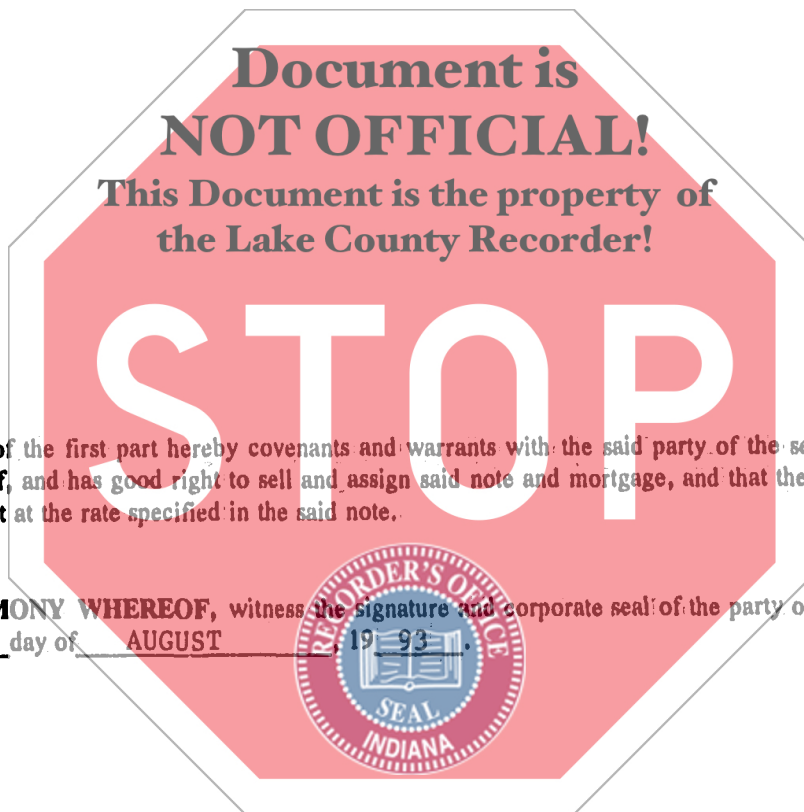 Document is
NOT OFFICIAL!
This Document is the property of
the Lake County Recorder!
STOP
of the first part hereby covenants and warrants with the said party of the
and has good right to sell and assign said note and mortgage, and that the
at the rate specified in the said note.
WHEREOF, witness the signature and corporate seal of the party
day of AUGUST, 19 93.
RECORDER'S OFFICE
SEAL
INDIANA